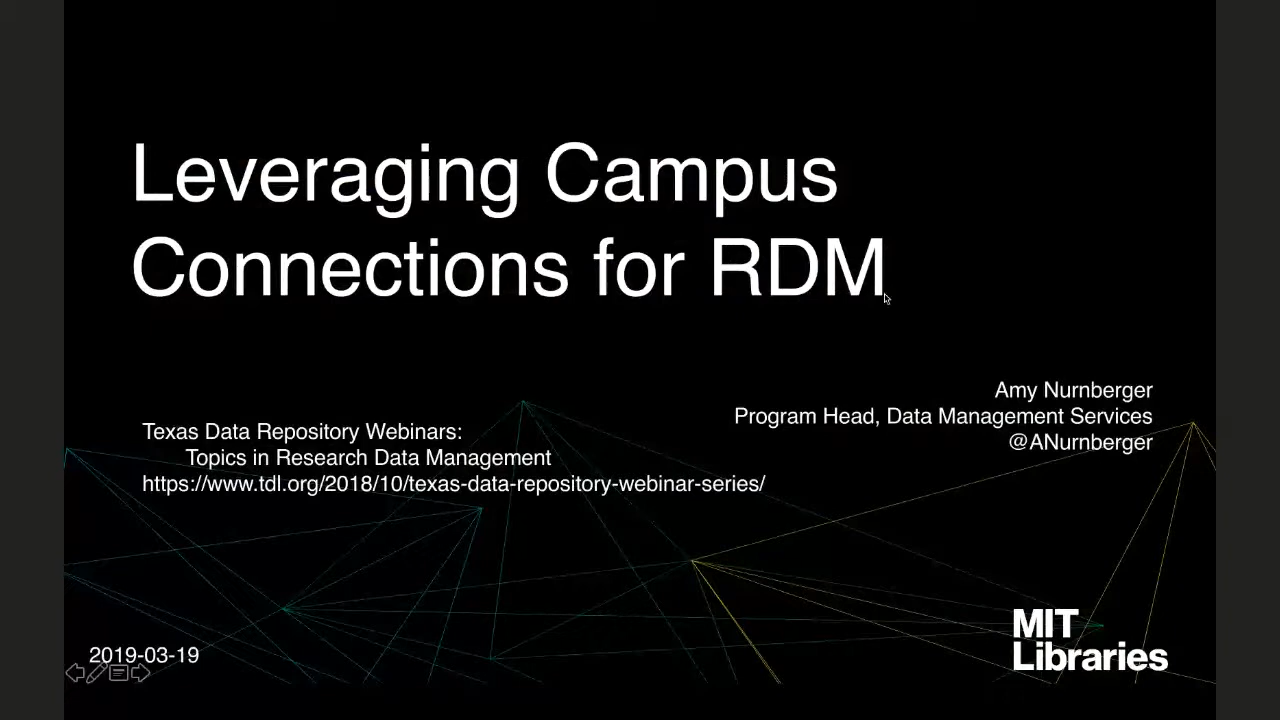 Leveraging Campus
Connections for RDM
Amy Nurnberger
Program Head, Data Management Services
@ANurnberger
Texas Data Repository Webinars:
Topics in Research Data Management
https://www.tdl.org/2018/10/texas-data-repository-webinar-series/
2019-03-19
MIT
Libraries